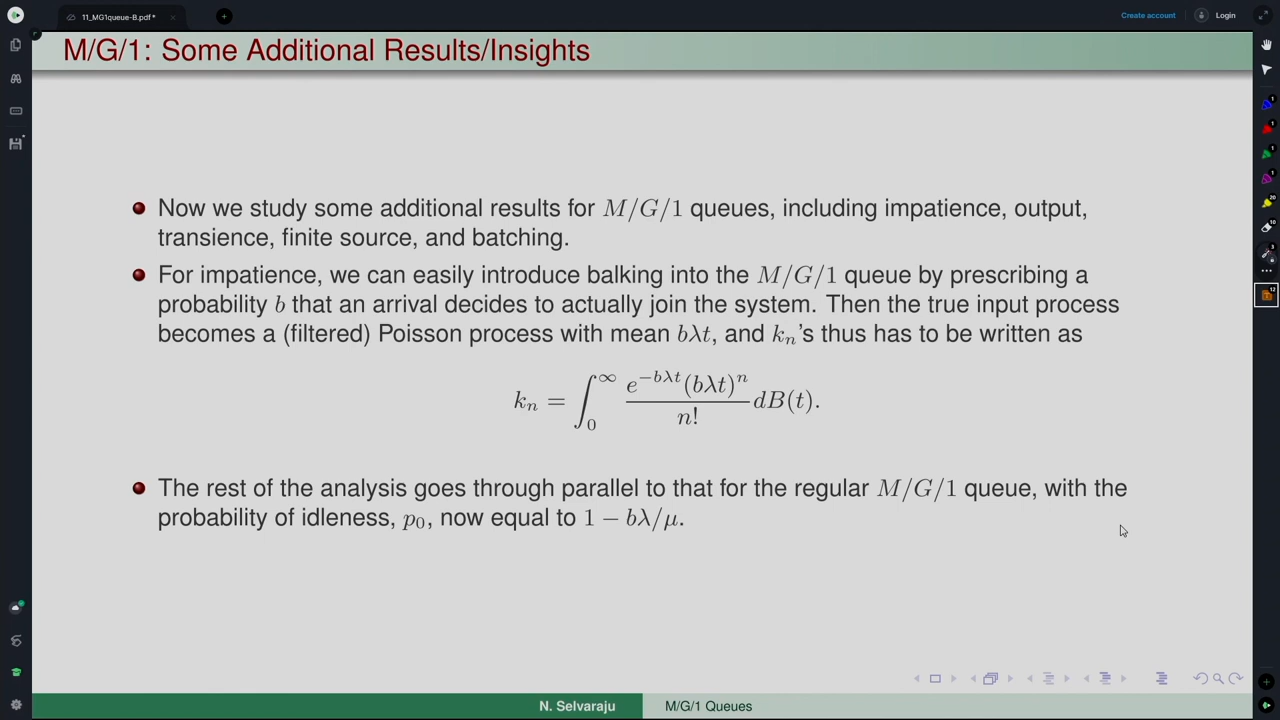 11_MG1queue-B.pdf*
Create account
Login
M/G/1: Some Additional Results/Insights
Now we study some additional results for M/G/1 queues, including impatience, output,
transience, finite source, and batching.
For impatience, we can easily introduce balking into the M/G/1 queue by prescribing a
probability b that an arrival decides to actually join the system. Then the true input process
becomes a (filtered) Poisson process with mean bλt, and kₙ's thus has to be written as
kₙ = ∫₀^∞ e^{−bλt}(bλt)ⁿ / n! dB(t).
The rest of the analysis goes through parallel to that for the regular M/G/1 queue, with the
probability of idleness, p₀, now equal to 1 − bλ/μ.
N. Selvaraju
M/G/1 Queues